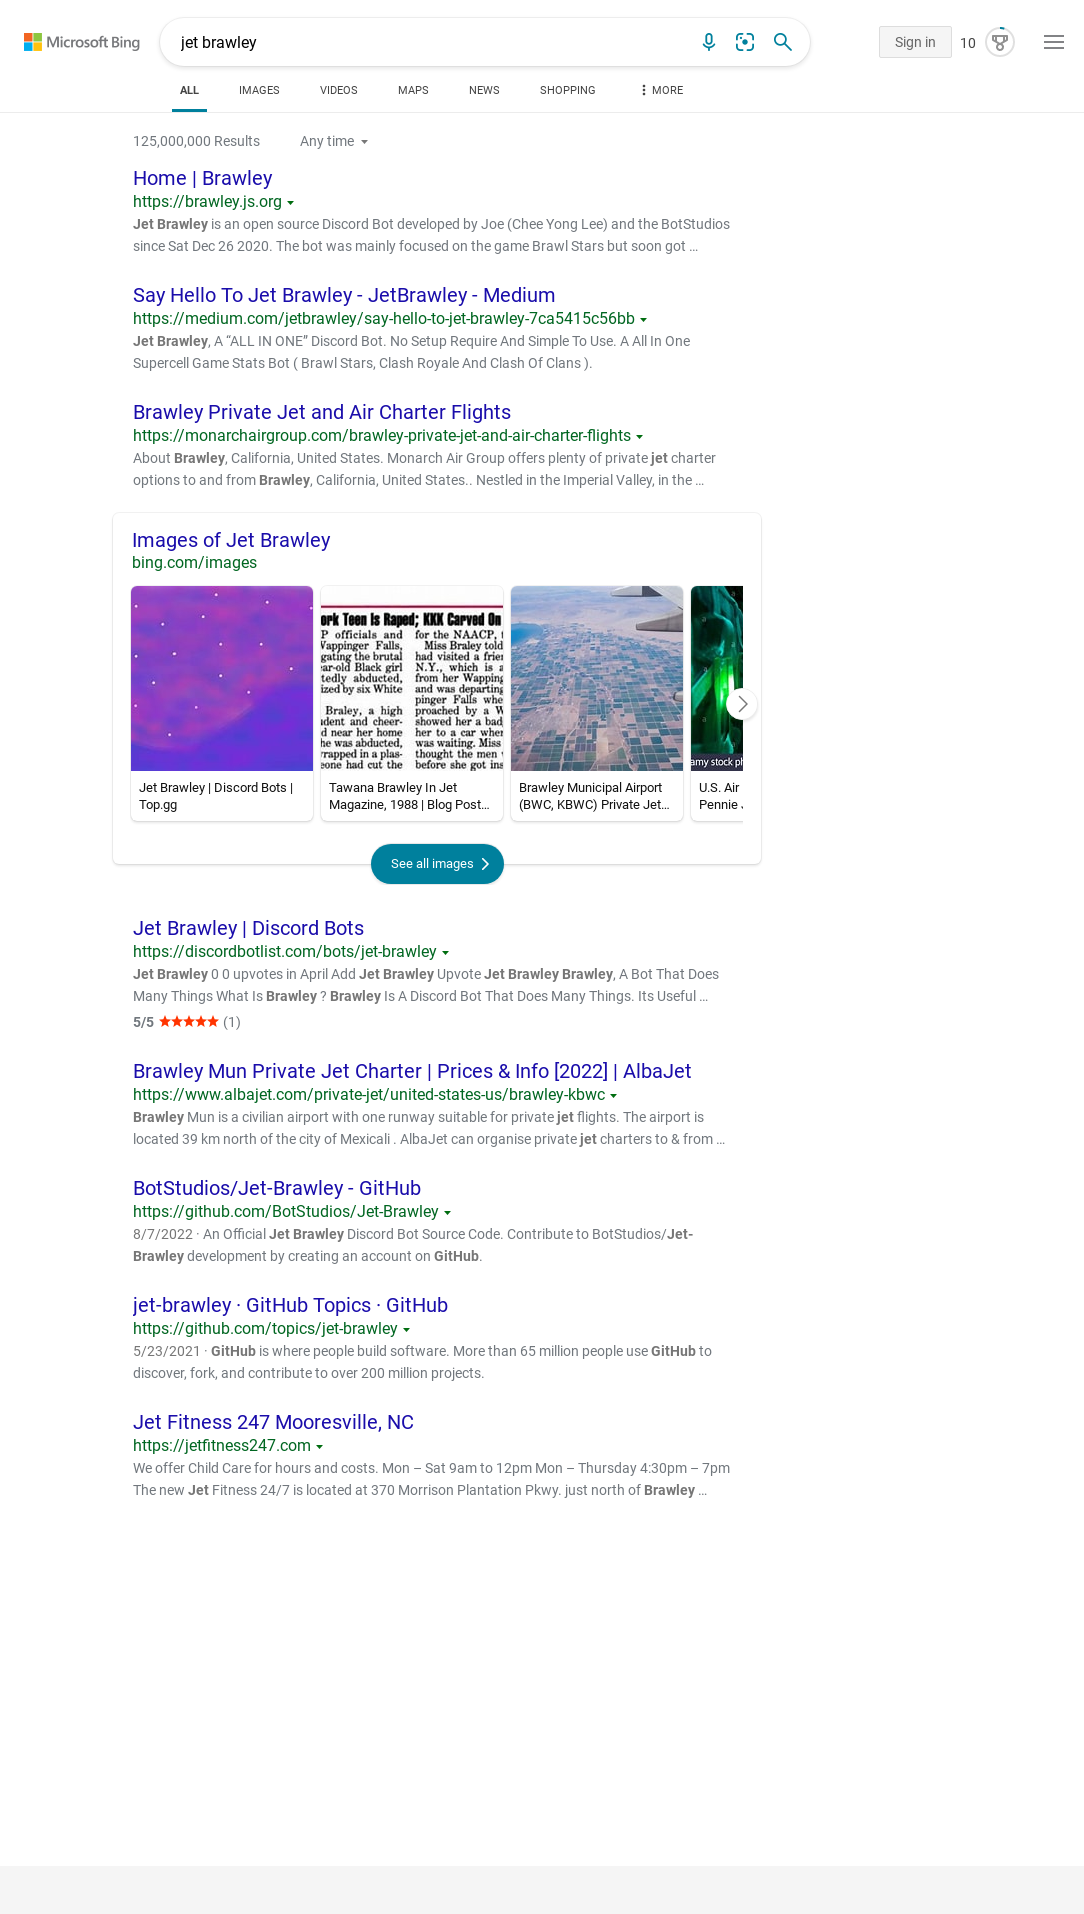 Microsoft Bing
jet brawley
Sign in
10
ALL
IMAGES
VIDEOS
MAPS
NEWS
SHOPPING
MORE
125,000,000 Results
Any time
Home | Brawley
https://brawley.js.org
Jet Brawley is an open source Discord Bot developed by Joe (Chee Yong Lee) and the BotStudios
since Sat Dec 26 2020. The bot was mainly focused on the game Brawl Stars but soon got …
Say Hello To Jet Brawley - JetBrawley - Medium
https://medium.com/jetbrawley/say-hello-to-jet-brawley-7ca5415c56bb
Jet Brawley, A “ALL IN ONE” Discord Bot. No Setup Require And Simple To Use. A All In One
Supercell Game Stats Bot ( Brawl Stars, Clash Royale And Clash Of Clans ).
Brawley Private Jet and Air Charter Flights
https://monarchairgroup.com/brawley-private-jet-and-air-charter-flights
About Brawley, California, United States. Monarch Air Group offers plenty of private jet charter
options to and from Brawley, California, United States.. Nestled in the Imperial Valley, in the …
Images of Jet Brawley
bing.com/images
ork Teen Is Raped; KKK Carved On
P officials and
Wappinger Falls,
gating the brutal
ear-old Black girl
tedly abducted,
ized by six White
Braley, a high
dent and cheer-
d near her home
he was abducted,
wrapped in a plas-
eone had cut the
for the NAACP, t
Miss Braley told
had visited a frie
N.Y., which is a
from her Wapping
and was departing
pinger Falls whe
proached by a W
showed her a bad
her to a car when
was waiting. Miss
thought the men
before she got ins
amy stock ph
Jet Brawley | Discord Bots |
Top.gg
Tawana Brawley In Jet
Magazine, 1988 | Blog Post…
Brawley Municipal Airport
(BWC, KBWC) Private Jet…
U.S. Air
Pennie J
See all images
Jet Brawley | Discord Bots
https://discordbotlist.com/bots/jet-brawley
Jet Brawley 0 0 upvotes in April Add Jet Brawley Upvote Jet Brawley Brawley, A Bot That Does
Many Things What Is Brawley ? Brawley Is A Discord Bot That Does Many Things. Its Useful …
5/5 ★★★★★ (1)
Brawley Mun Private Jet Charter | Prices & Info [2022] | AlbaJet
https://www.albajet.com/private-jet/united-states-us/brawley-kbwc
Brawley Mun is a civilian airport with one runway suitable for private jet flights. The airport is
located 39 km north of the city of Mexicali . AlbaJet can organise private jet charters to & from …
BotStudios/Jet-Brawley - GitHub
https://github.com/BotStudios/Jet-Brawley
8/7/2022 · An Official Jet Brawley Discord Bot Source Code. Contribute to BotStudios/Jet-
Brawley development by creating an account on GitHub.
jet-brawley · GitHub Topics · GitHub
https://github.com/topics/jet-brawley
5/23/2021 · GitHub is where people build software. More than 65 million people use GitHub to
discover, fork, and contribute to over 200 million projects.
Jet Fitness 247 Mooresville, NC
https://jetfitness247.com
We offer Child Care for hours and costs. Mon – Sat 9am to 12pm Mon – Thursday 4:30pm – 7pm
The new Jet Fitness 24/7 is located at 370 Morrison Plantation Pkwy. just north of Brawley …